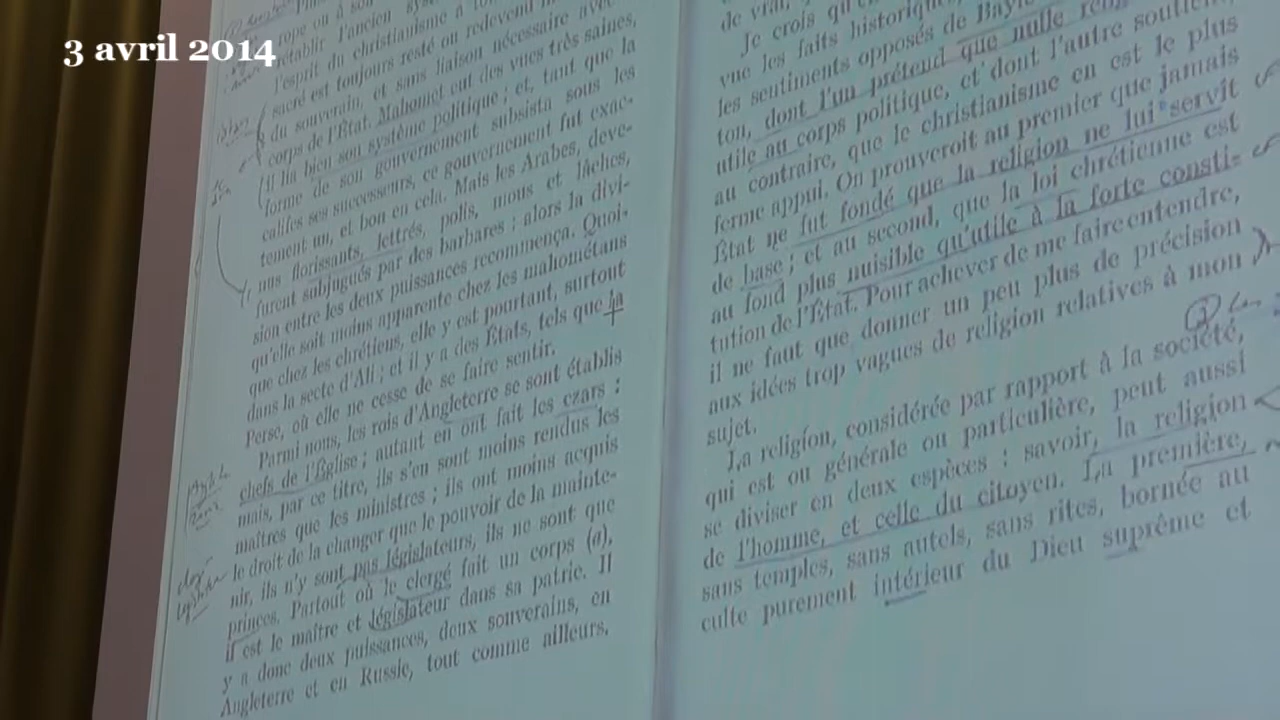 3 avril 2014
rope ou à son
rétablir l'ancien
l'esprit du christianisme a
sacré est toujours resté ou redevenu
du souverain, et sans liaison nécessaire avec
corps de l'État. Mahomet eut des vues très saines,
il lia bien son système politique ; et, tant que la
forme de son gouvernement subsista sous les
califes ses successeurs, ce gouvernement fut exac-
tement un, et bon en cela. Mais les Arabes, deve-
nus florissants, lettrés, polis, mous et lâches,
furent subjugués par des barbares ; alors la divi-
sion entre les deux puissances recommença. Quoi-
qu'elle soit moins apparente chez les mahométans
que chez les chrétiens, elle y est pourtant, surtout
dans la secte d'Ali ; et il y a des États, tels que la
Perse, où elle ne cesse de se faire sentir.
Parmi nous, les rois d'Angleterre se sont établis
chefs de l'Église ; autant en ont fait les czars :
mais, par ce titre, ils s'en sont moins rendus les
maîtres que les ministres ; ils ont moins acquis
le droit de la changer que le pouvoir de la mainte-
nir, ils n'y sont pas législateurs, ils ne sont que
princes. Partout où le clergé fait un corps (a),
il est le maître et législateur dans sa patrie. Il
y a donc deux puissances, deux souverains, en
Angleterre et en Russie, tout comme ailleurs.
de vrai,
Je crois qu'
vue les faits historiqu
les sentiments opposés de Bayle
ton, dont l'un prétend que nulle
utile au corps politique, et dont l'autre soutient,
au contraire, que le christianisme en est le plus
ferme appui. On prouveroit au premier que jamais
État ne fut fondé que la religion ne lui servît
de base ; et au second, que la loi chrétienne est
au fond plus nuisible qu'utile à la forte consti-
tution de l'État. Pour achever de me faire entendre,
il ne faut que donner un peu plus de précision
aux idées trop vagues de religion relatives à mon
sujet.
La religion, considérée par rapport à la société,
qui est ou générale ou particulière, peut aussi
se diviser en deux espèces : savoir, la religion
de l'homme, et celle du citoyen. La première,
sans temples, sans autels, sans rites, bornée au
culte purement intérieur du Dieu suprême et